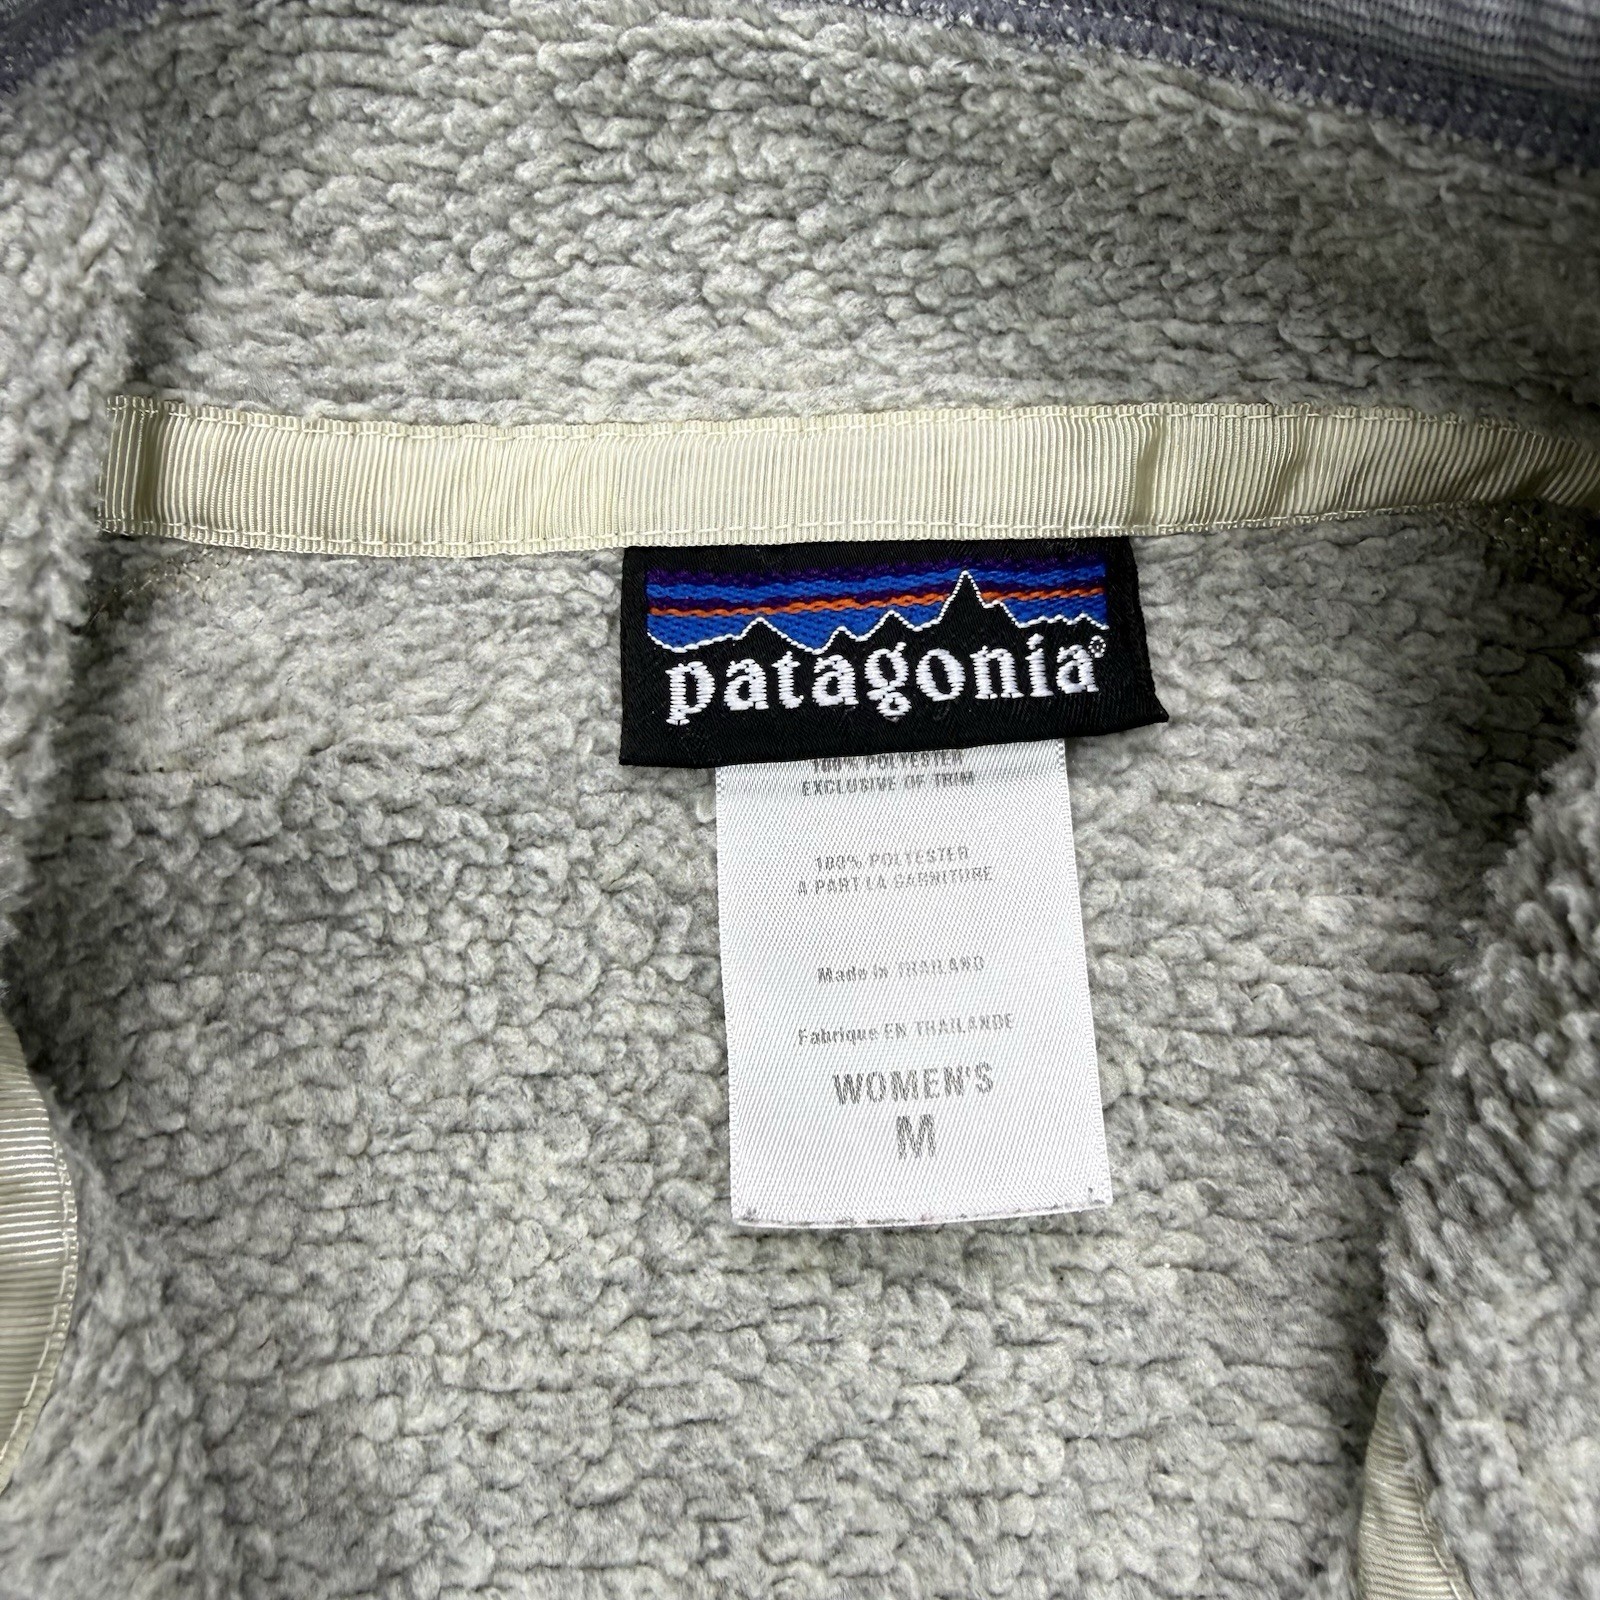 patagonia®
100% POLYESTER
EXCLUSIVE OF TRIM
100% POLYESTER
A PART LA GARNITURE
Made in THAILAND
Fabrique EN THAILANDE
WOMEN'S
M